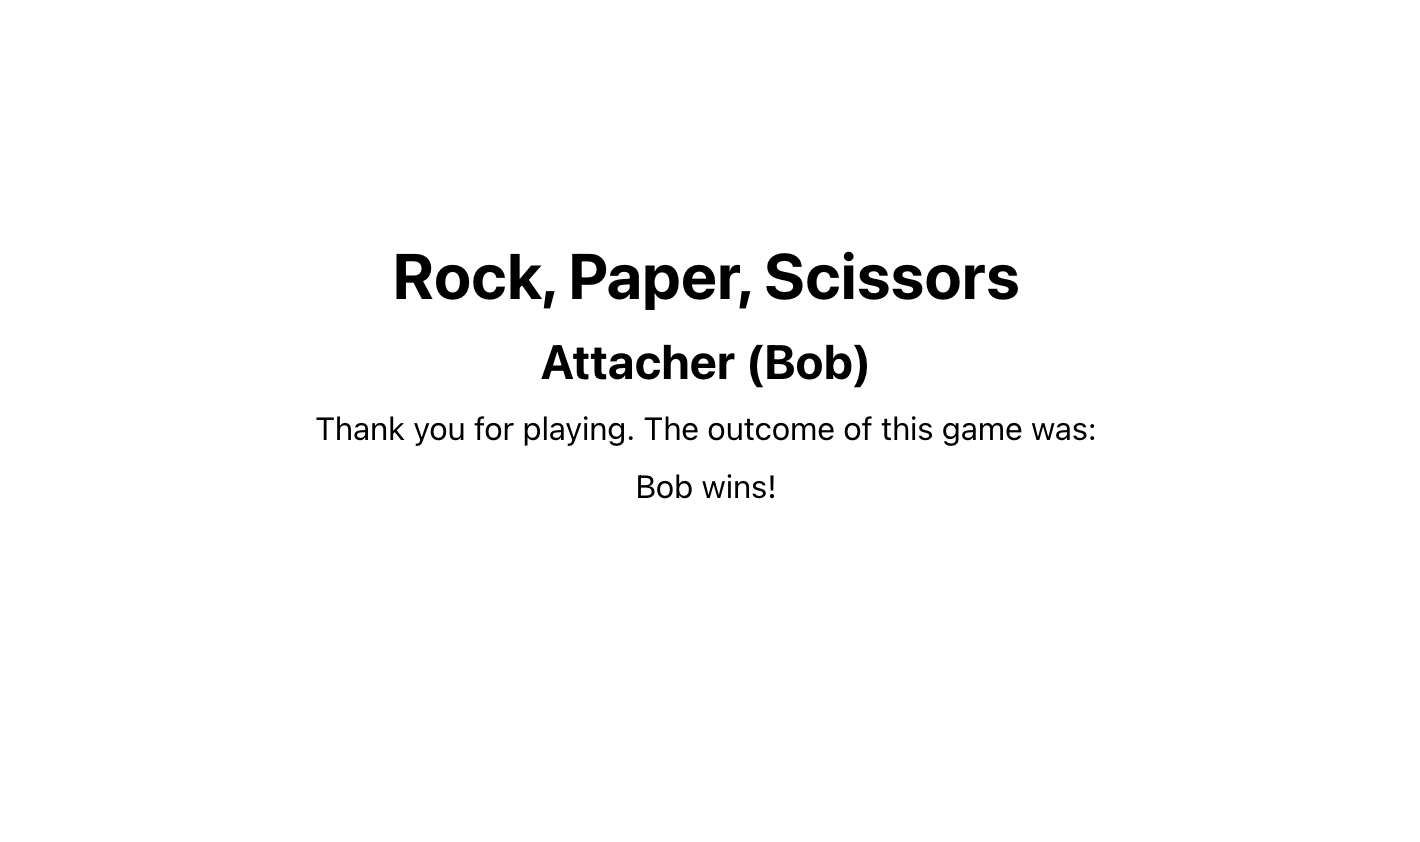 Rock, Paper, Scissors
Attacher (Bob)
Thank you for playing. The outcome of this game was:
Bob wins!